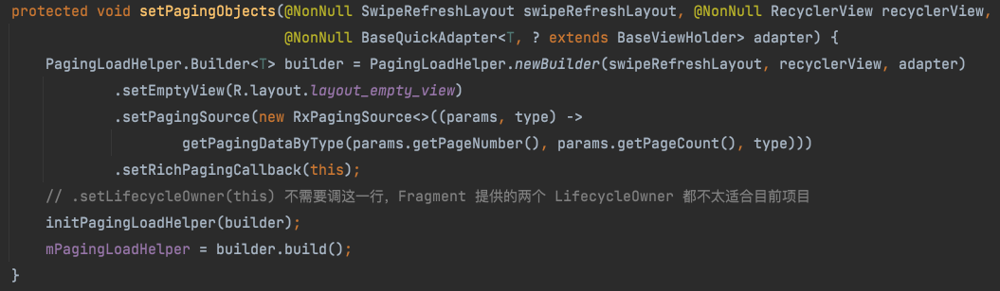 protected void setPagingObjects(@NonNull SwipeRefreshLayout swipeRefreshLayout, @NonNull RecyclerView recyclerView,
                                @NonNull BaseQuickAdapter<T, ? extends BaseViewHolder> adapter) {
    PagingLoadHelper.Builder<T> builder = PagingLoadHelper.newBuilder(swipeRefreshLayout, recyclerView, adapter)
            .setEmptyView(R.layout.layout_empty_view)
            .setPagingSource(new RxPagingSource<>((params, type) ->
                    getPagingDataByType(params.getPageNumber(), params.getPageCount(), type)))
            .setRichPagingCallback(this);
    // .setLifecycleOwner(this) 不需要调这一行，Fragment 提供的两个 LifecycleOwner 都不太适合目前项目
    initPagingLoadHelper(builder);
    mPagingLoadHelper = builder.build();
}